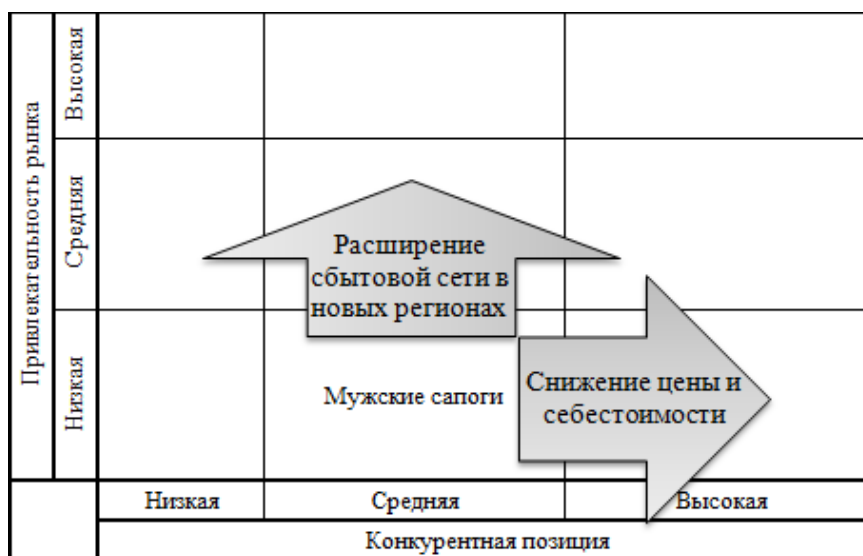 Привлекательность рынка
Высокая
Средняя
Низкая
Расширение
сбытовой сети в
новых регионах
Мужские сапоги
Снижение цены и
себестоимости
Низкая
Средняя
Высокая
Конкурентная позиция